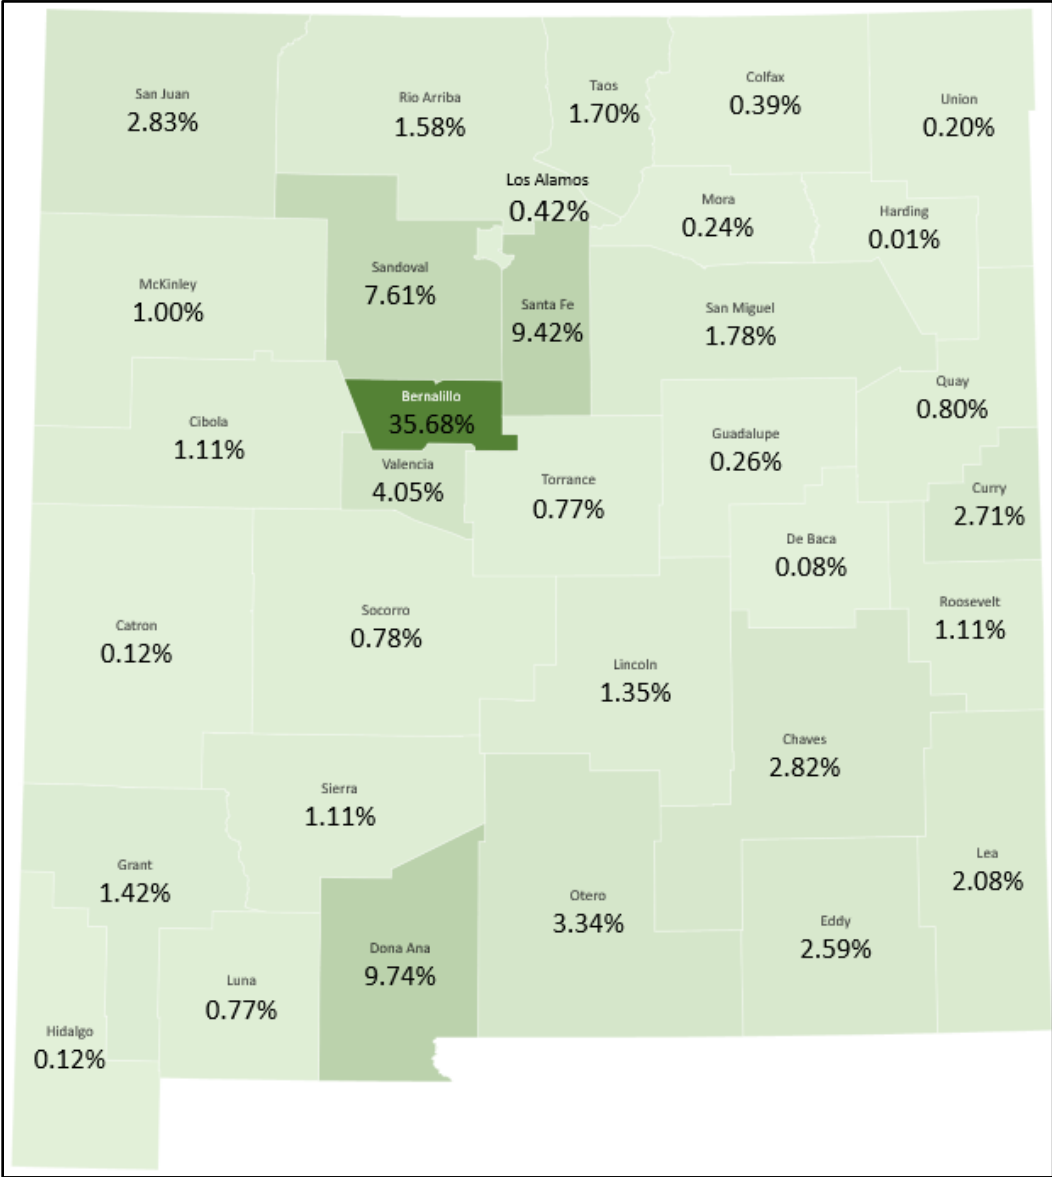 San Juan
2.83%
Rio Arriba
1.58%
Taos
1.70%
Colfax
0.39%
Union
0.20%
Los Alamos
0.42%
Mora
0.24%
Harding
0.01%
McKinley
1.00%
Sandoval
7.61%
Santa Fe
9.42%
San Miguel
1.78%
Quay
0.80%
Bernalillo
35.68%
Cibola
1.11%
Valencia
4.05%
Torrance
0.77%
Guadalupe
0.26%
Curry
2.71%
De Baca
0.08%
Roosevelt
1.11%
Catron
0.12%
Socorro
0.78%
Lincoln
1.35%
Chaves
2.82%
Sierra
1.11%
Grant
1.42%
Otero
3.34%
Lea
2.08%
Eddy
2.59%
Dona Ana
9.74%
Luna
0.77%
Hidalgo
0.12%